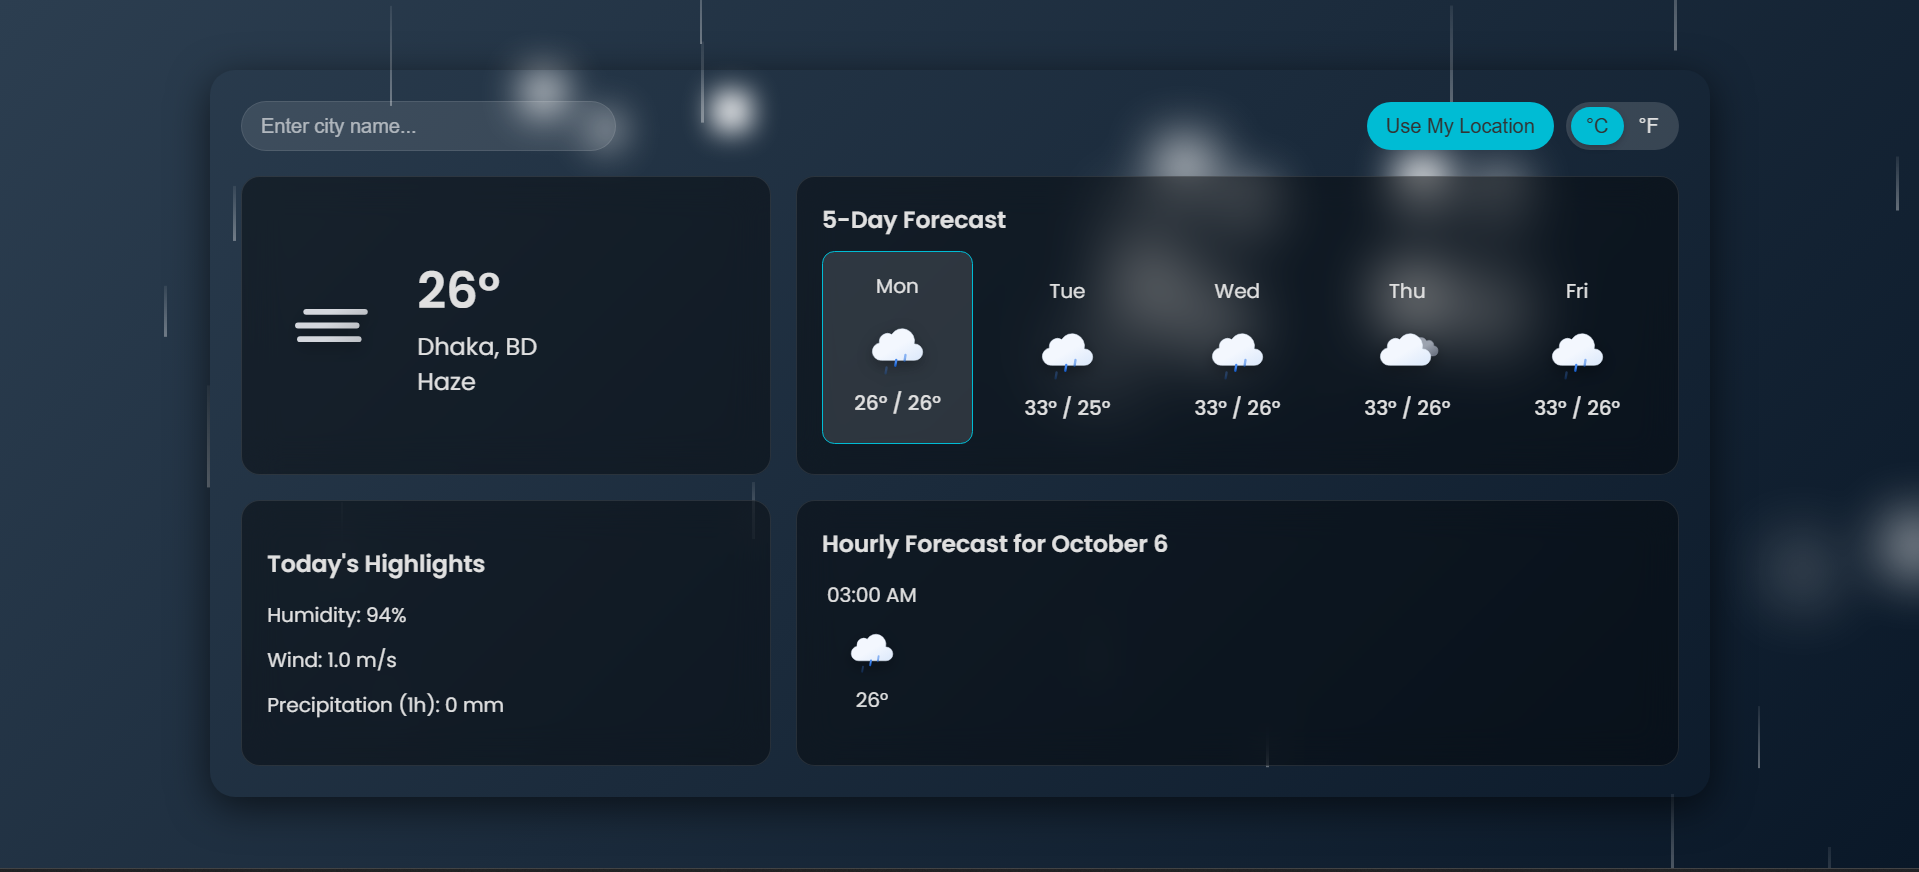 Enter city name...
Use My Location
°C
°F
26°
Dhaka, BD
Haze
5-Day Forecast
Mon
26° / 26°
Tue
33° / 25°
Wed
33° / 26°
Thu
33° / 26°
Fri
33° / 26°
Today's Highlights
Humidity: 94%
Wind: 1.0 m/s
Precipitation (1h): 0 mm
Hourly Forecast for October 6
03:00 AM
26°